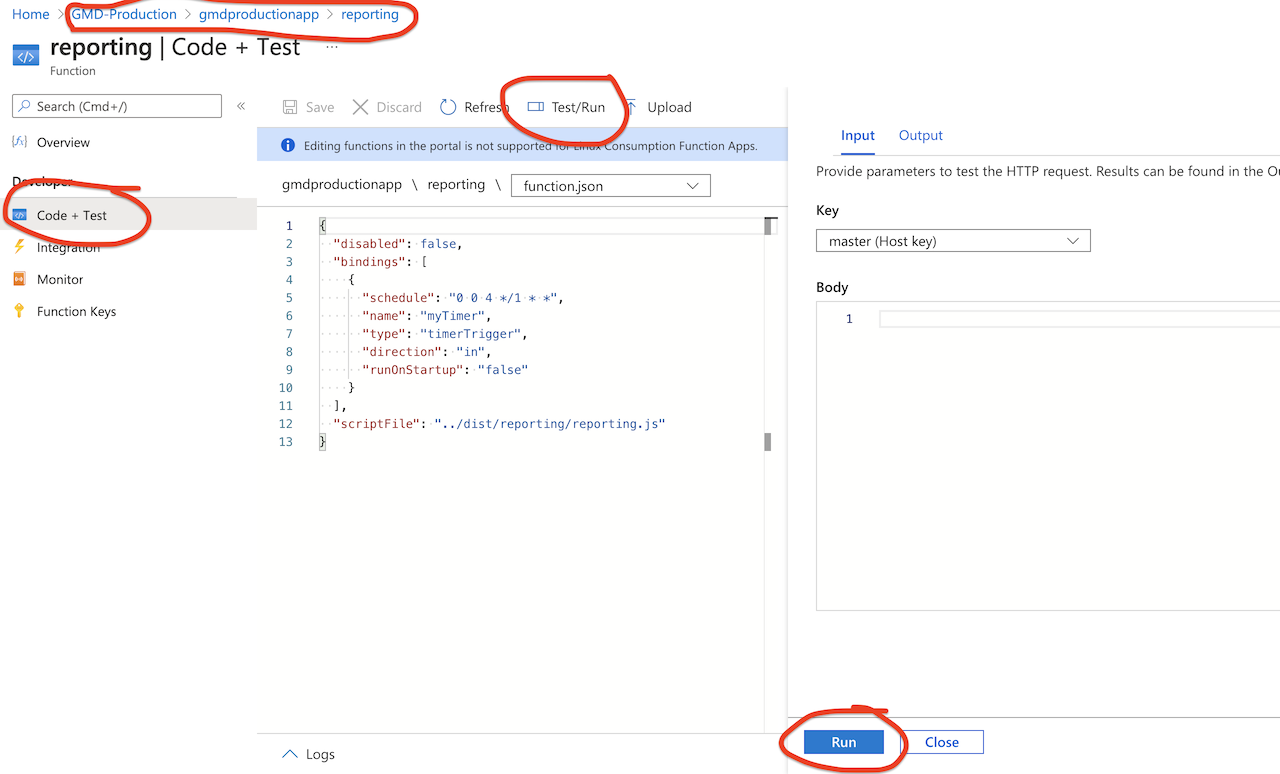 Home > GMD-Production > gmdproductionapp > reporting
reporting | Code + Test ...
Function
Search (Cmd+/)
«
Overview
Developer
Code + Test
Integration
Monitor
Function Keys
Save Discard Refresh Test/Run Upload
Editing functions in the portal is not supported for Linux Consumption Function Apps.
gmdproductionapp \ reporting \ function.json
1 {
2 "disabled": false,
3 "bindings": [
4 {
5 "schedule": "0 0 4 */1 * *",
6 "name": "myTimer",
7 "type": "timerTrigger",
8 "direction": "in",
9 "runOnStartup": "false"
10 }
11 ],
12 "scriptFile": "../dist/reporting/reporting.js"
13 }
Logs
Input Output
Provide parameters to test the HTTP request. Results can be found in the Ou
Key
master (Host key)
Body
1
Run Close